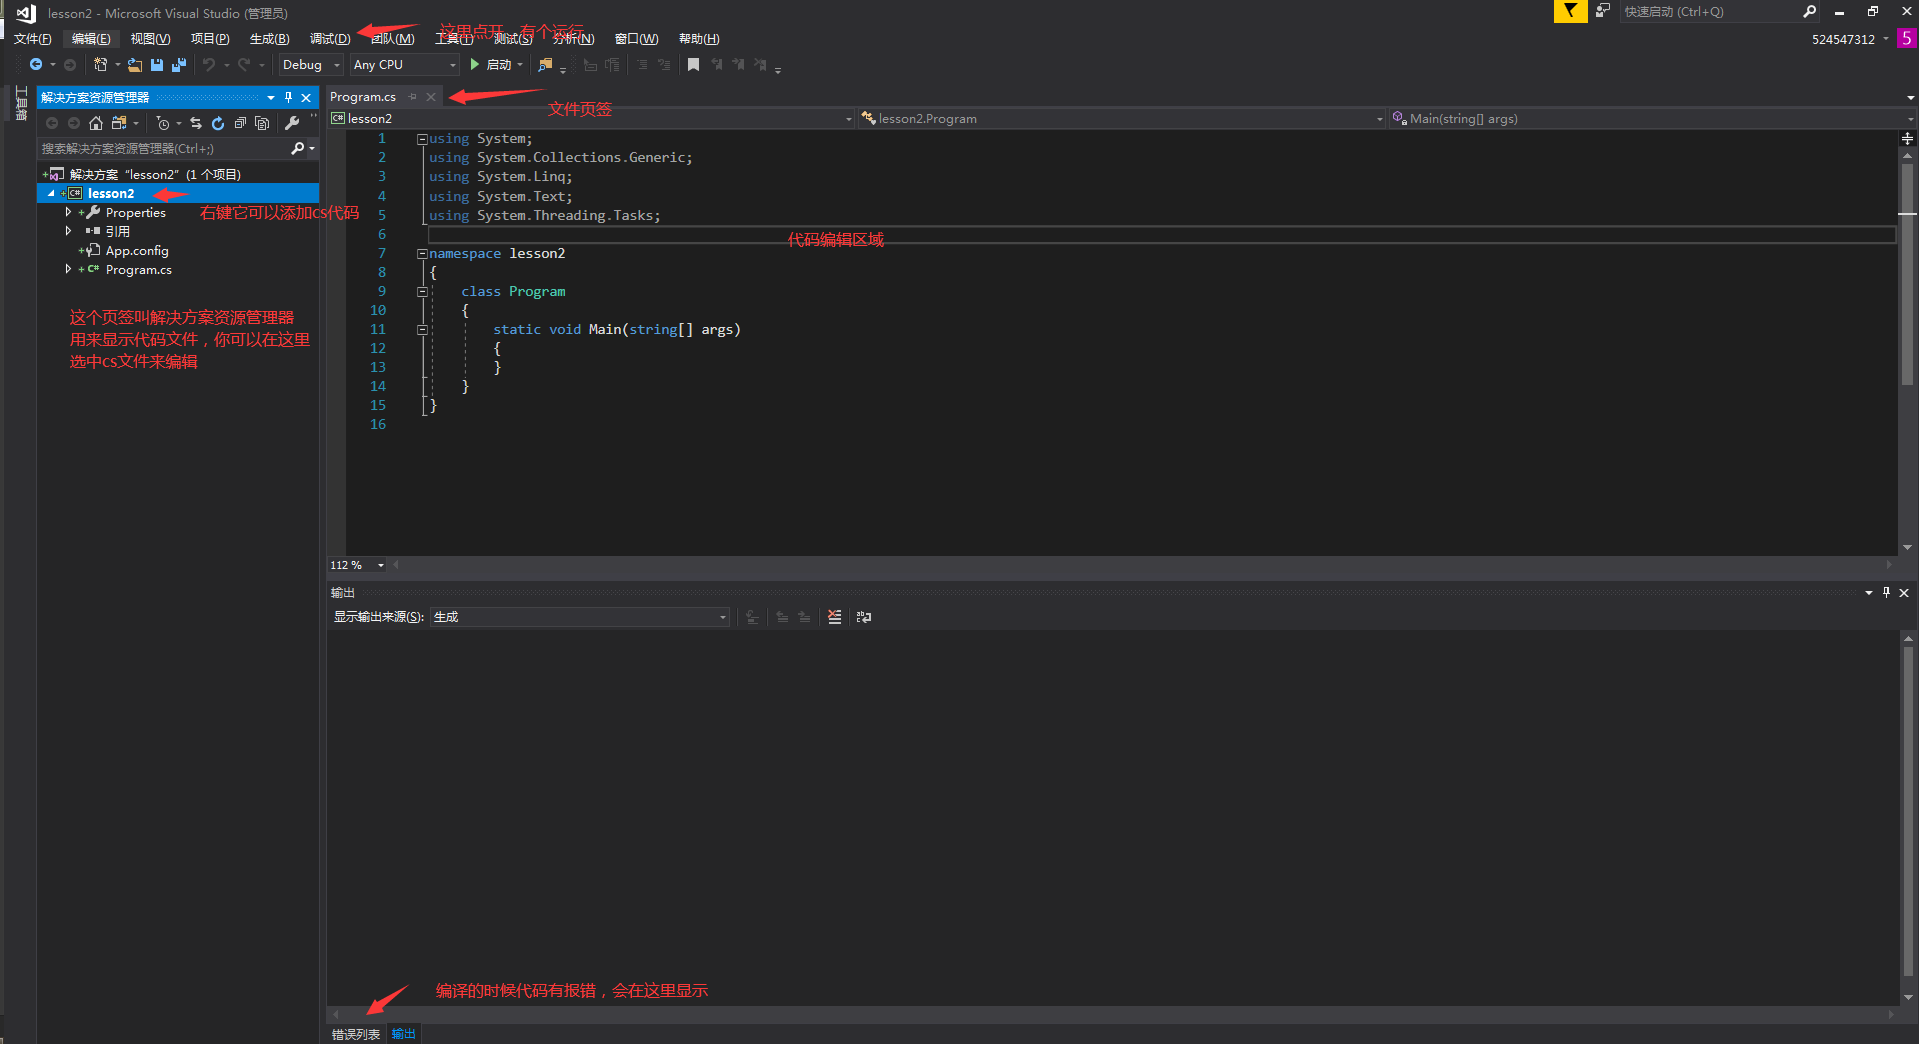 lesson2 - Microsoft Visual Studio (管理员)
快速启动 (Ctrl+Q)
文件(F) 编辑(E) 视图(V) 项目(P) 生成(B) 调试(D) 团队(M) 工具(T) 测试(S) 分析(N) 窗口(W) 帮助(H)
这里点开，有个运行
524547312
5
Debug Any CPU 启动
工具箱
解决方案资源管理器
搜索解决方案资源管理器(Ctrl+;)
解决方案 "lesson2" (1 个项目)
lesson2
Properties
右键它可以添加cs代码
引用
App.config
C# Program.cs
这个页签叫解决方案资源管理器
用来显示代码文件，你可以在这里
选中cs文件来编辑
Program.cs
文件页签
lesson2 lesson2.Program Main(string[] args)
1 using System;
2 using System.Collections.Generic;
3 using System.Linq;
4 using System.Text;
5 using System.Threading.Tasks;
6
代码编辑区域
7 namespace lesson2
8 {
9 class Program
10 {
11 static void Main(string[] args)
12 {
13 }
14 }
15 }
16
112 %
输出
显示输出来源(S): 生成
编译的时候代码有报错，会在这里显示
错误列表 输出